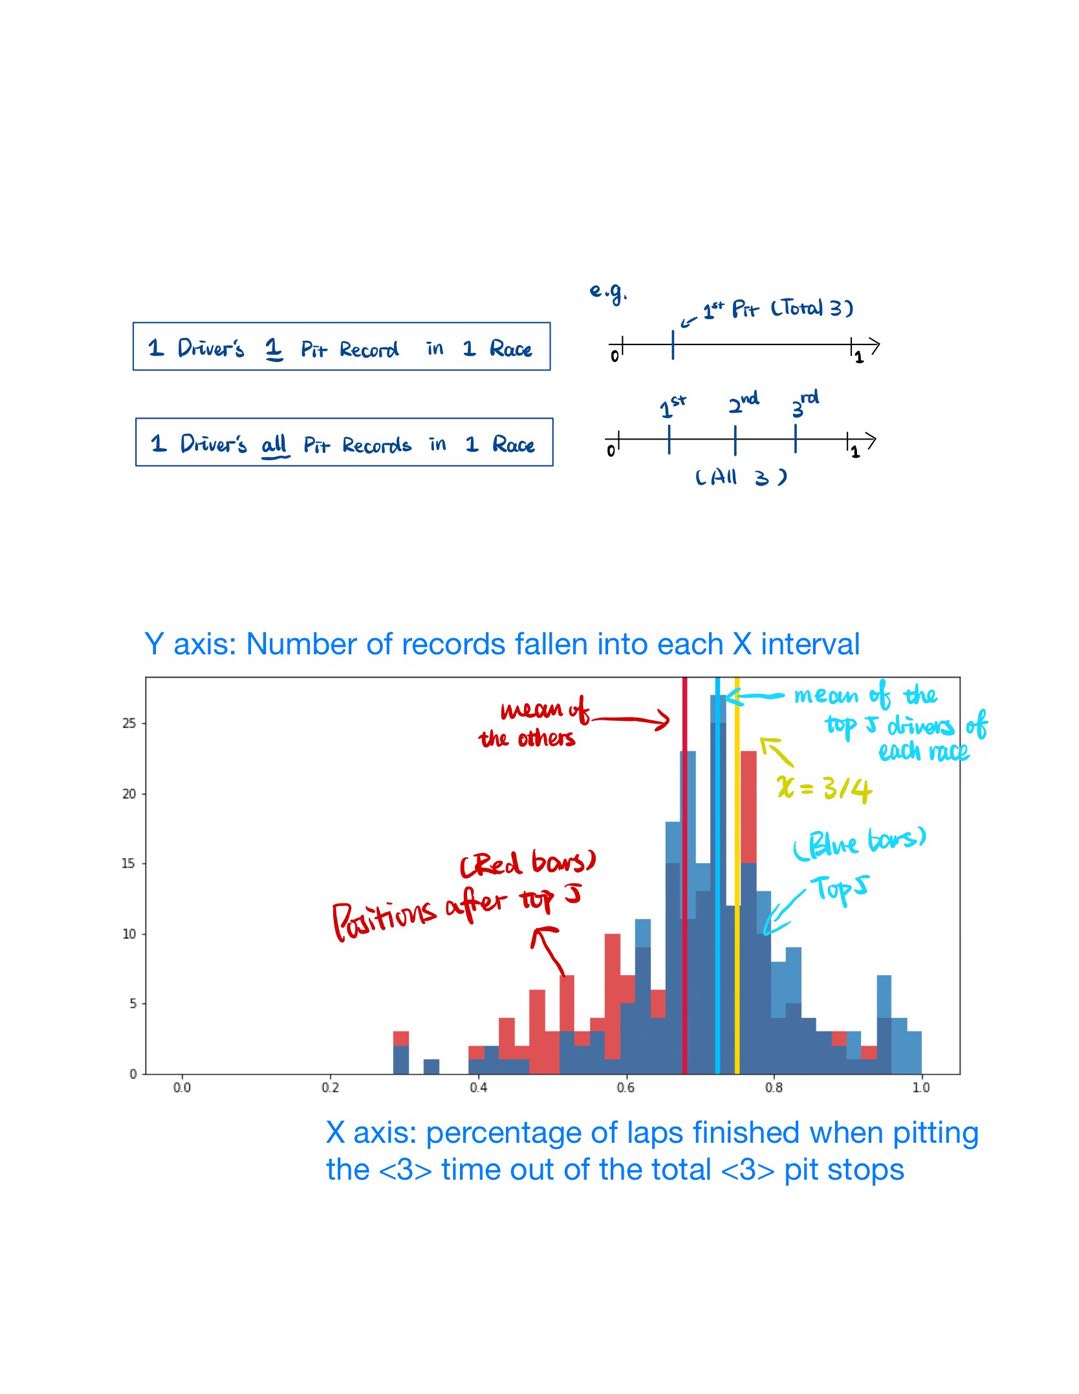 e.g.
1st Pit (Total 3)
1 Driver's 1 Pit Record in 1 Race
0
1
1st 2nd 3rd
1 Driver's all Pit Records in 1 Race
0
1
(All 3)
Y axis: Number of records fallen into each X interval
mean of
the others
mean of the
top 5 drivers of
each race
x = 3/4
(Blue bars)
Top 5
(Red bars)
Positions after top 5
25
20
15
10
5
0
0.0 0.2 0.4 0.6 0.8 1.0
X axis: percentage of laps finished when pitting
the <3> time out of the total <3> pit stops